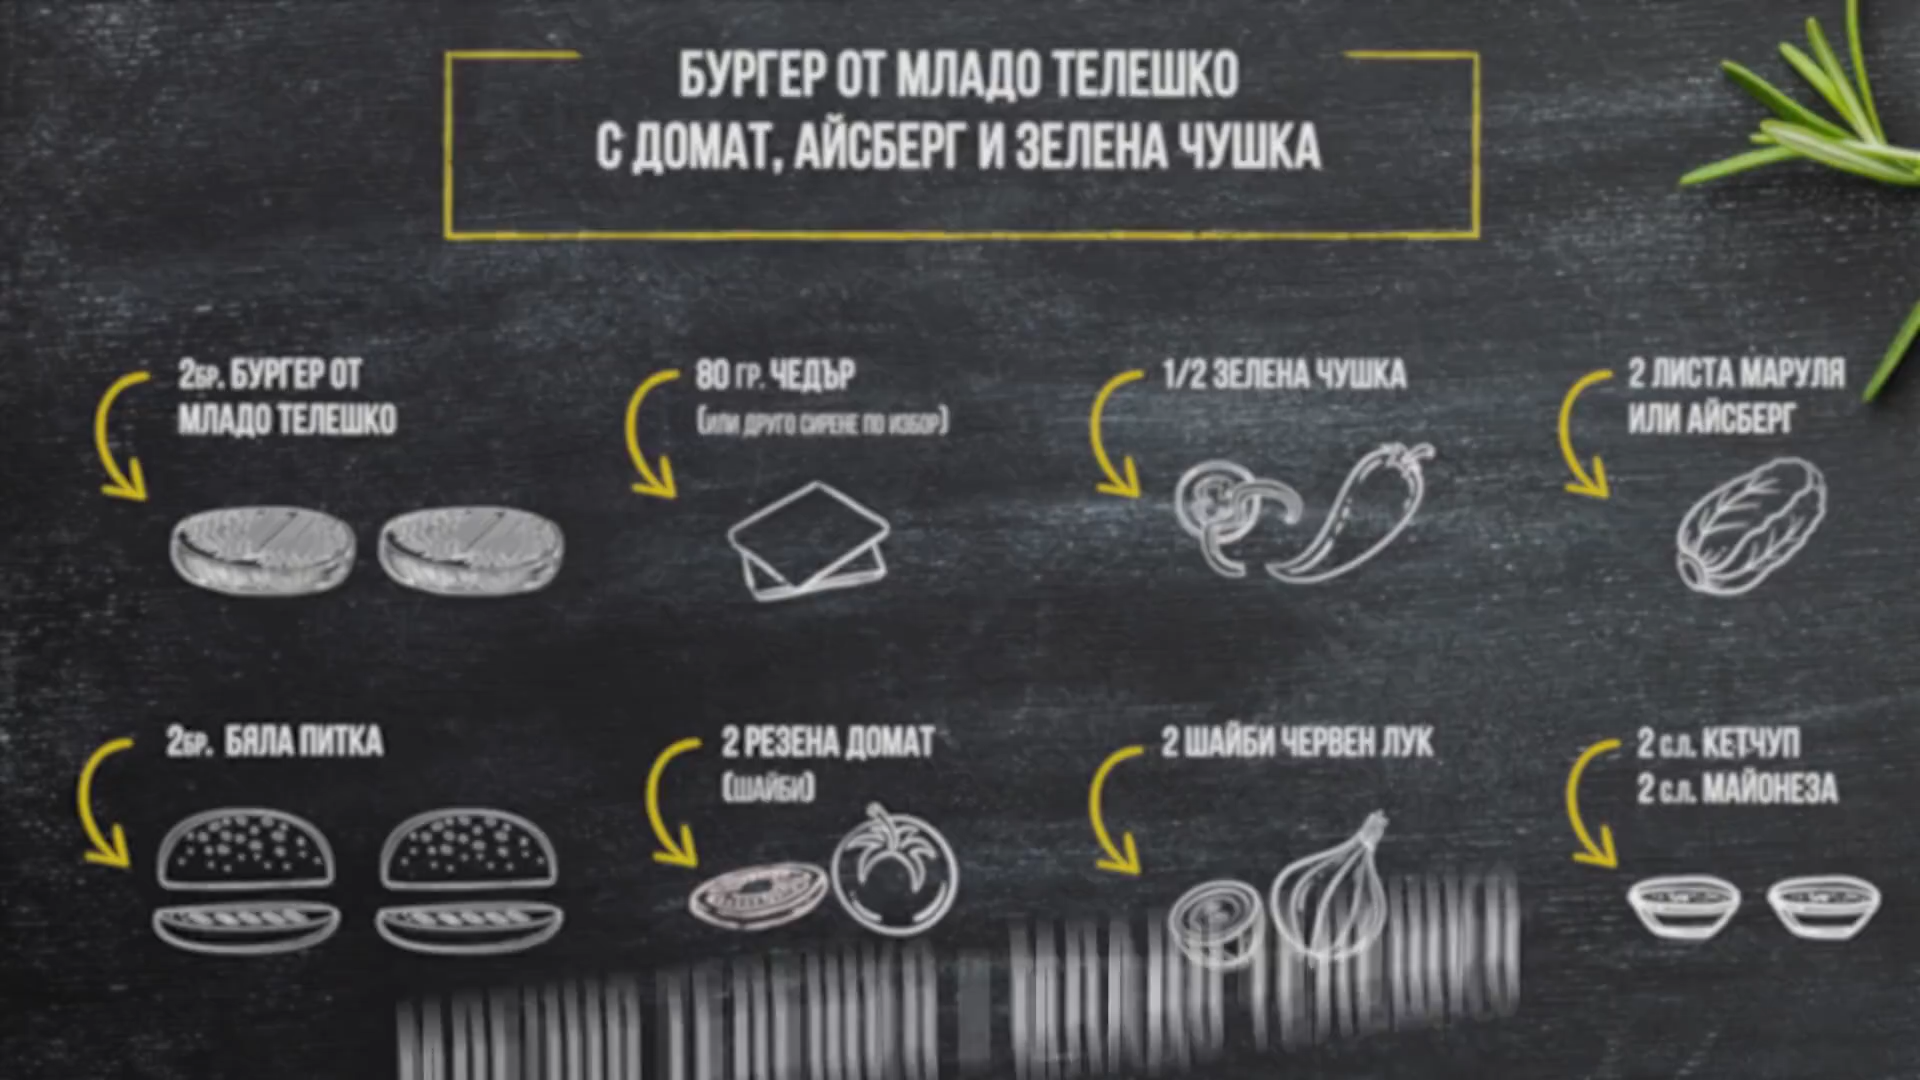 БУРГЕР ОТ МЛАДО ТЕЛЕШКО
С ДОМАТ, АЙСБЕРГ И ЗЕЛЕНА ЧУШКА
2БР. БУРГЕР ОТ
МЛАДО ТЕЛЕШКО
80 ГР. ЧЕДЪР
(ИЛИ ДРУГО СИРЕНЕ ПО ИЗБОР)
1/2 ЗЕЛЕНА ЧУШКА
2 ЛИСТА МАРУЛЯ
ИЛИ АЙСБЕРГ
2БР. БЯЛА ПИТКА
2 РЕЗЕНА ДОМАТ
(ШАЙБИ)
2 ШАЙБИ ЧЕРВЕН ЛУК
2 С.Л. КЕТЧУП
2 С.Л. МАЙОНЕЗА